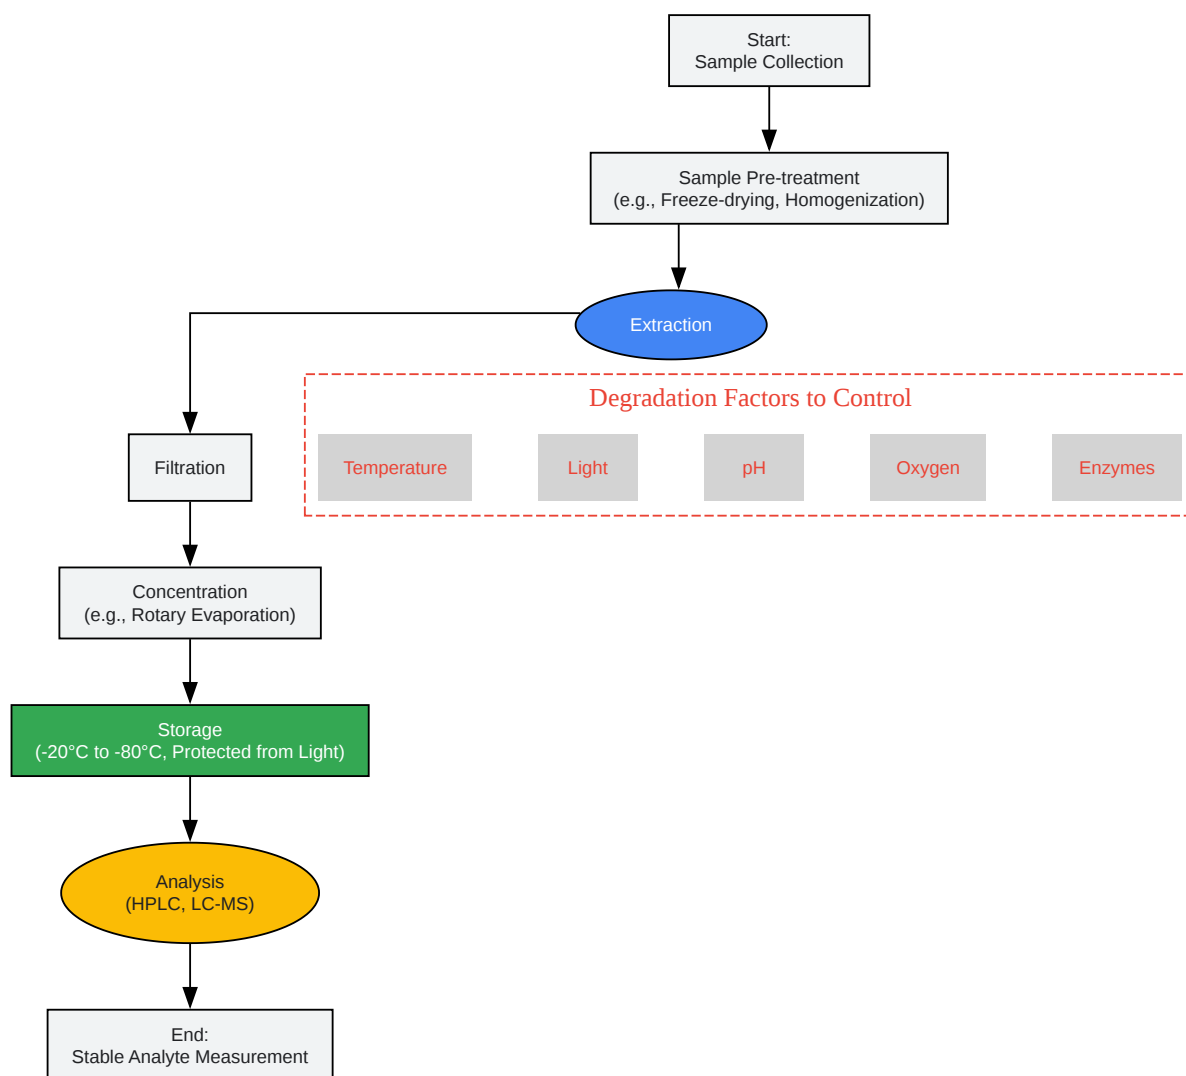 Start:
Sample Collection
Sample Pre-treatment
(e.g., Freeze-drying, Homogenization)
Extraction
Degradation Factors to Control
Filtration
Temperature
Light
pH
Oxygen
Enzymes
Concentration
(e.g., Rotary Evaporation)
Storage
(-20°C to -80°C, Protected from Light)
Analysis
(HPLC, LC-MS)
End:
Stable Analyte Measurement